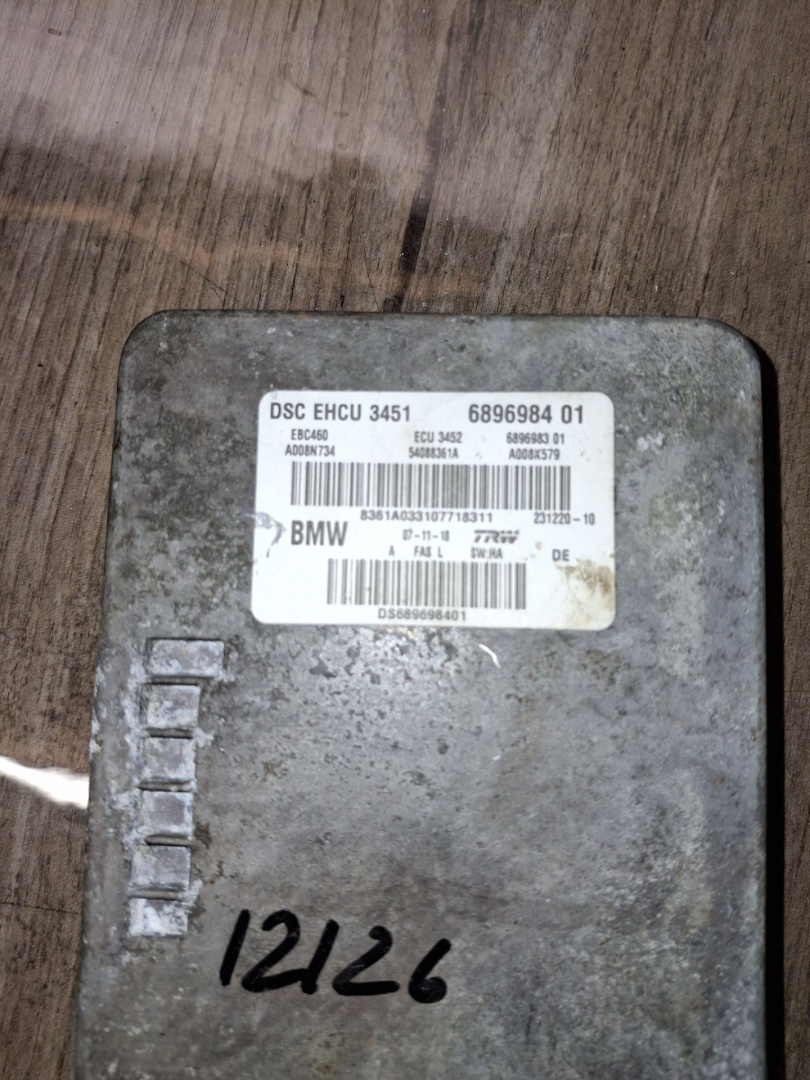 DSC EHCU 3451 6896984 01
EBC460 ECU 3452 6896983 01
A008N734 54088361A A008X579
8361A033107718311 231220-10
BMW 07-11-18 TRW
A FAS L SW:HA DE
DS689698401
12126